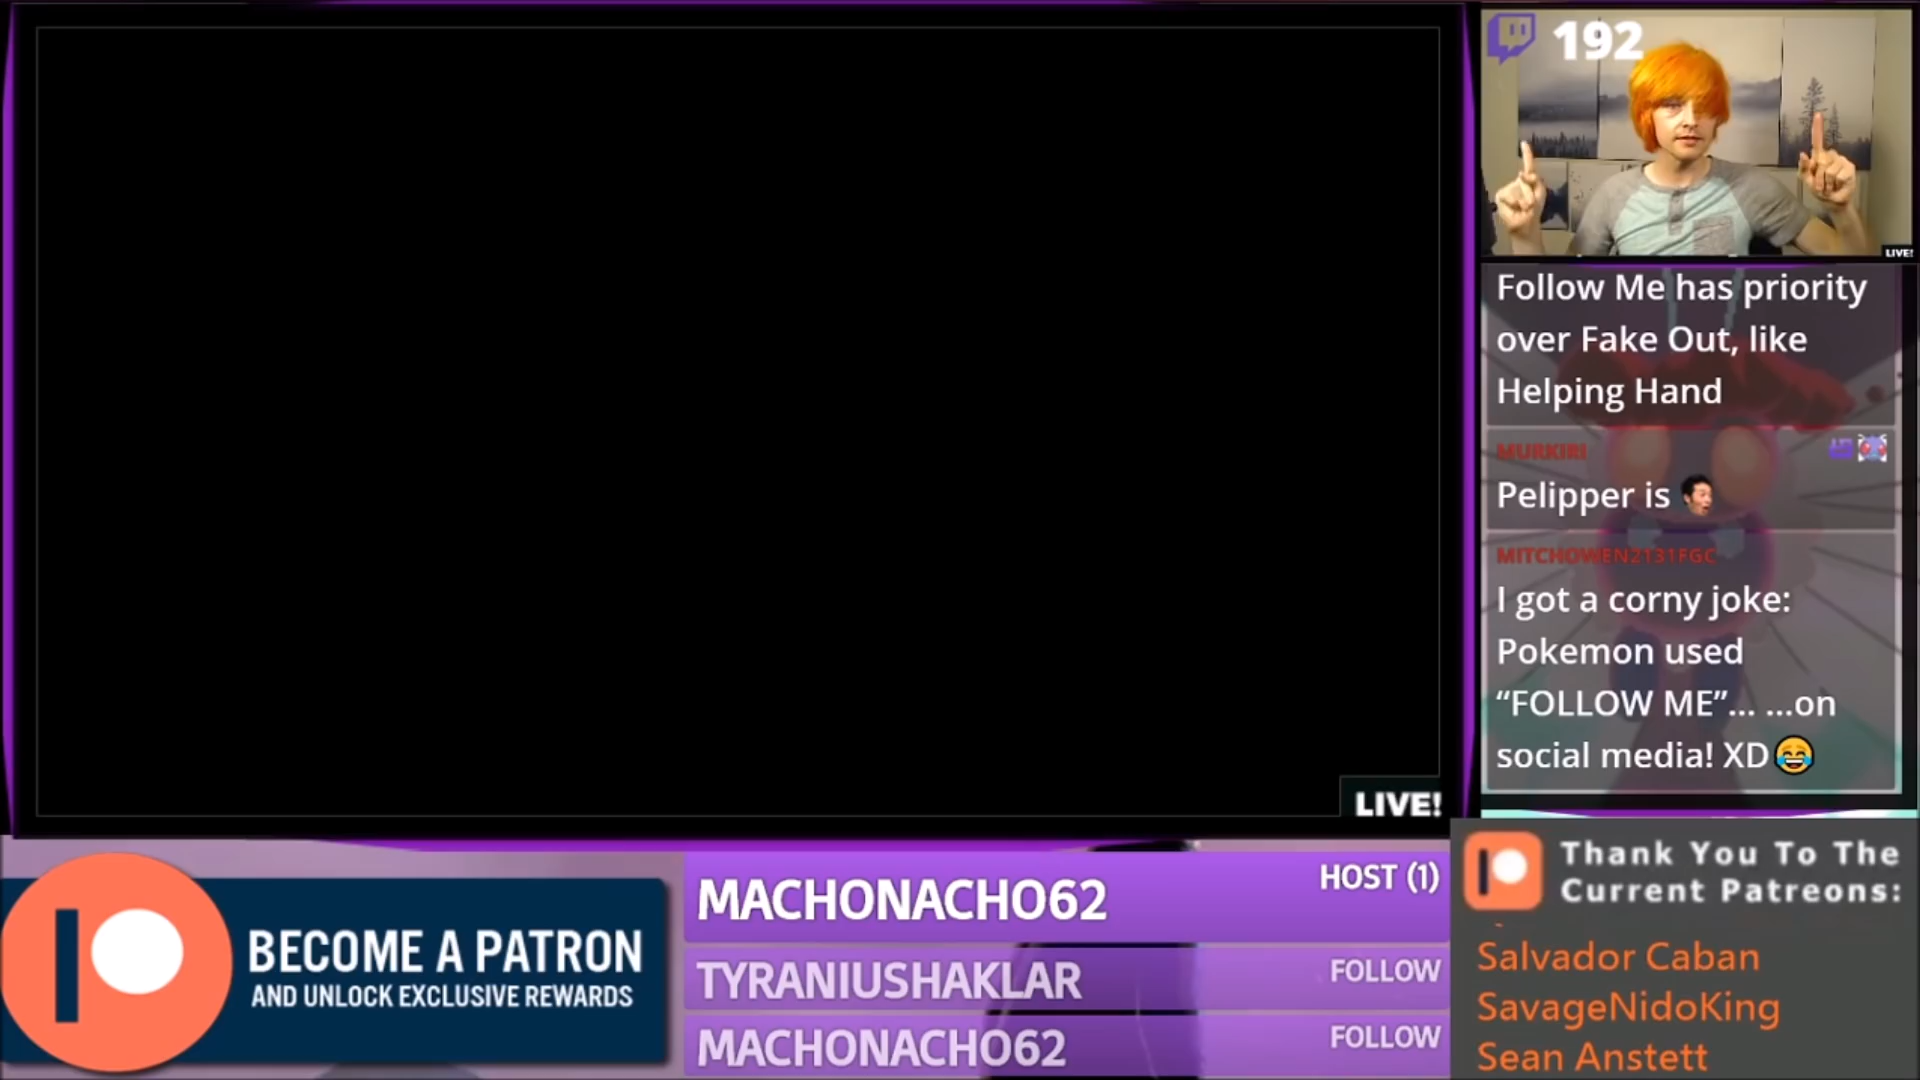 192
LIVE!
Follow Me has priority
over Fake Out, like
Helping Hand
MURKIRI
Pelipper is
MITCHOWEN2131FGC
I got a corny joke:
Pokemon used
“FOLLOW ME”... ...on
social media! XD
LIVE!
BECOME A PATRON
AND UNLOCK EXCLUSIVE REWARDS
MACHONACHO62 HOST (1)
TYRANIUSHAKLAR FOLLOW
MACHONACHO62 FOLLOW
Thank You To The
Current Patreons:
Salvador Caban
SavageNidoKing
Sean Anstett